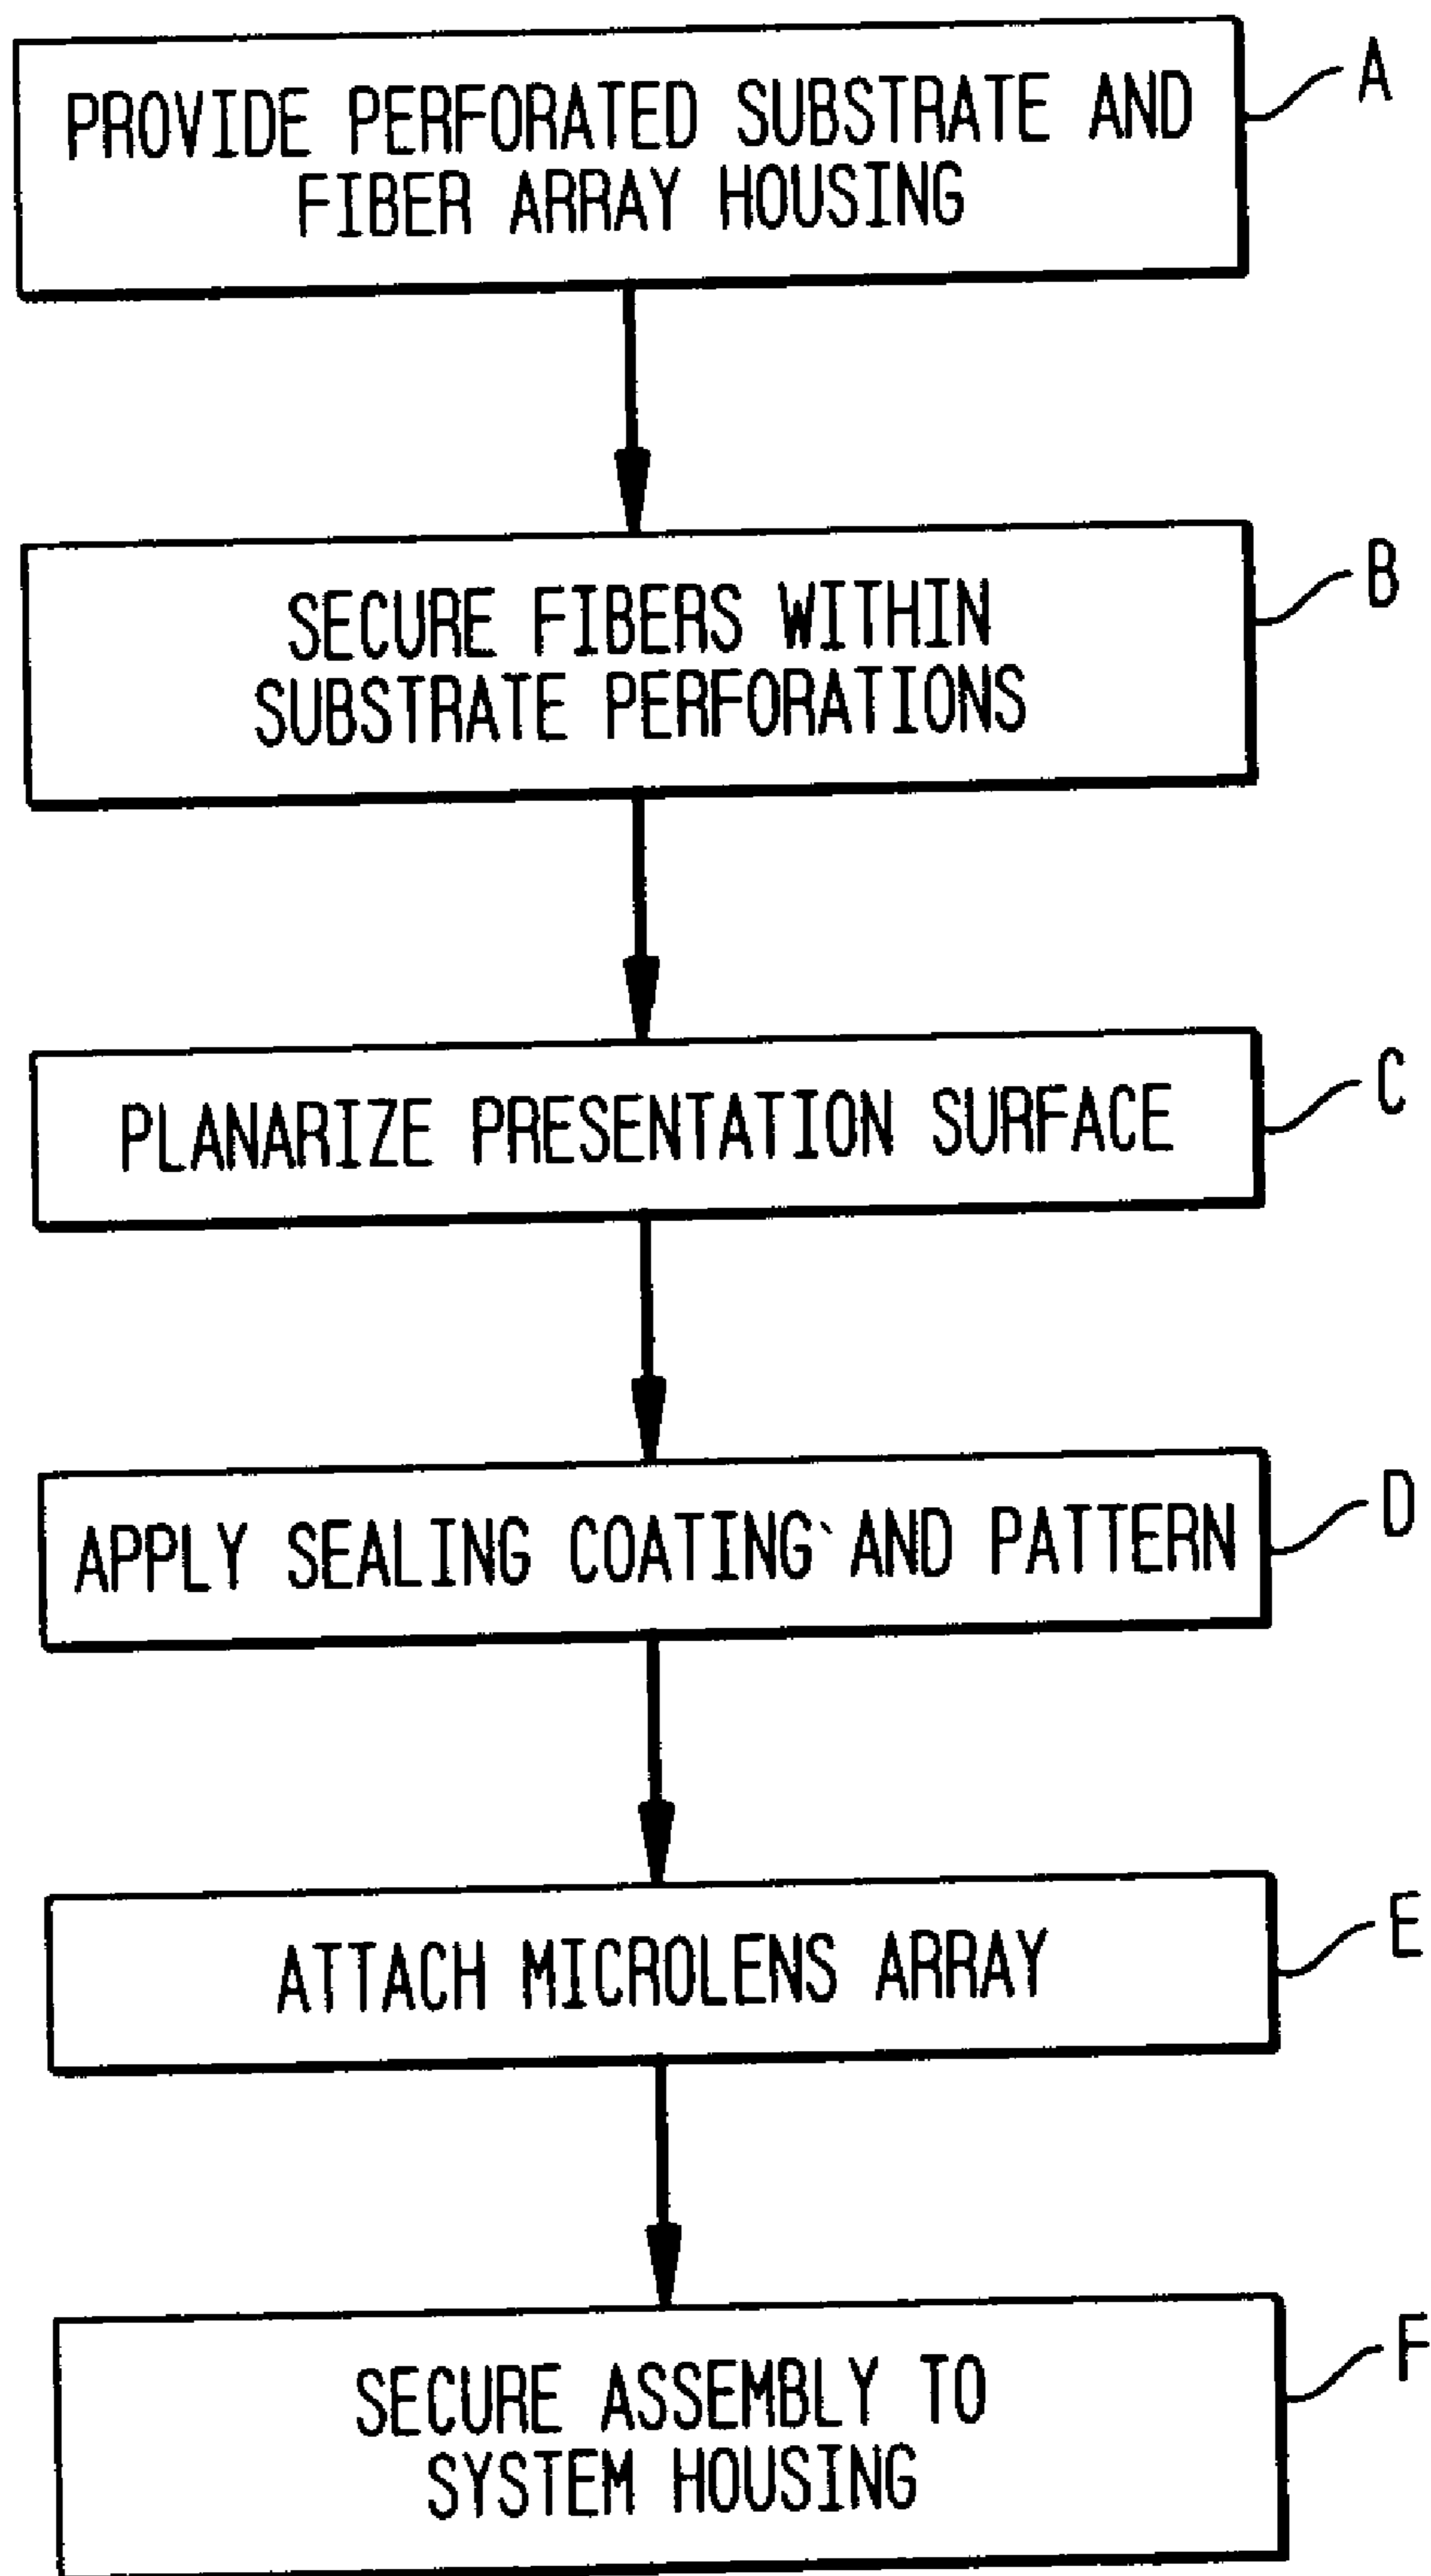 PROVIDE PERFORATED SUBSTRATE AND
FIBER ARRAY HOUSING
A
SECURE FIBERS WITHIN
SUBSTRATE PERFORATIONS
B
PLANARIZE PRESENTATION SURFACE
C
APPLY SEALING COATING AND PATTERN
D
ATTACH MICROLENS ARRAY
E
SECURE ASSEMBLY TO
SYSTEM HOUSING
F